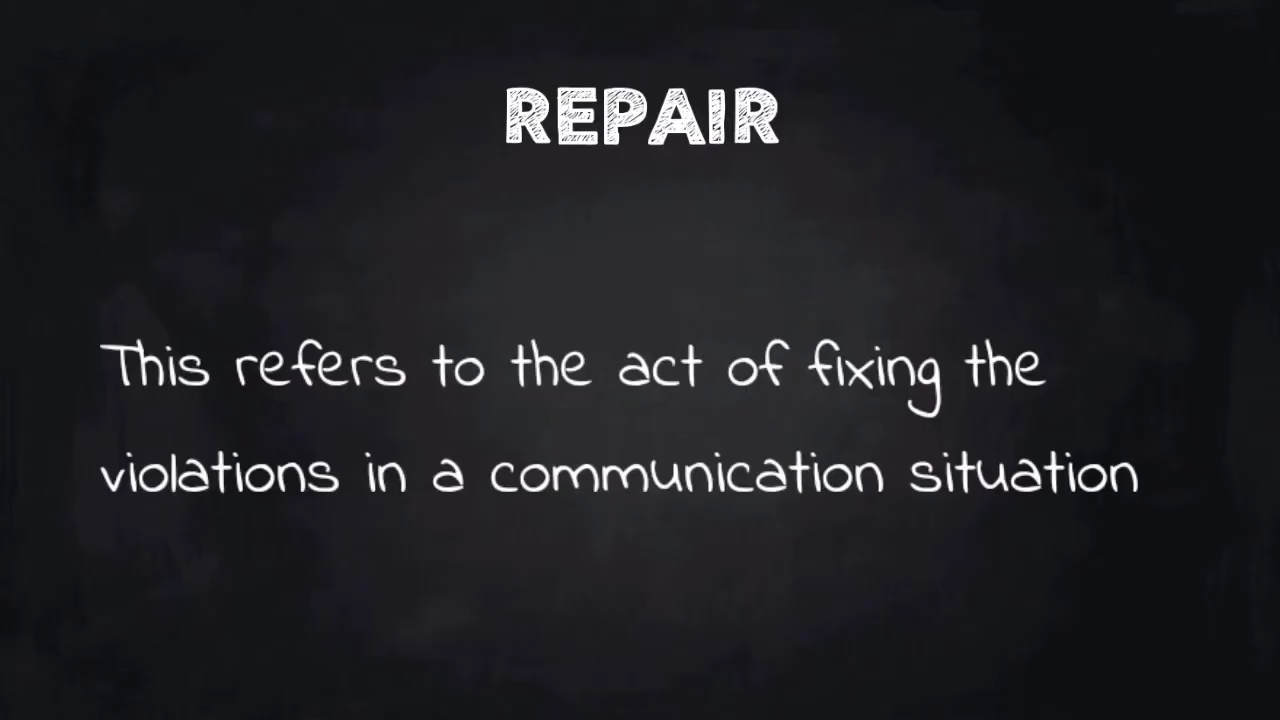 REPAIR
This refers to the act of fixing the
violations in a communication situation